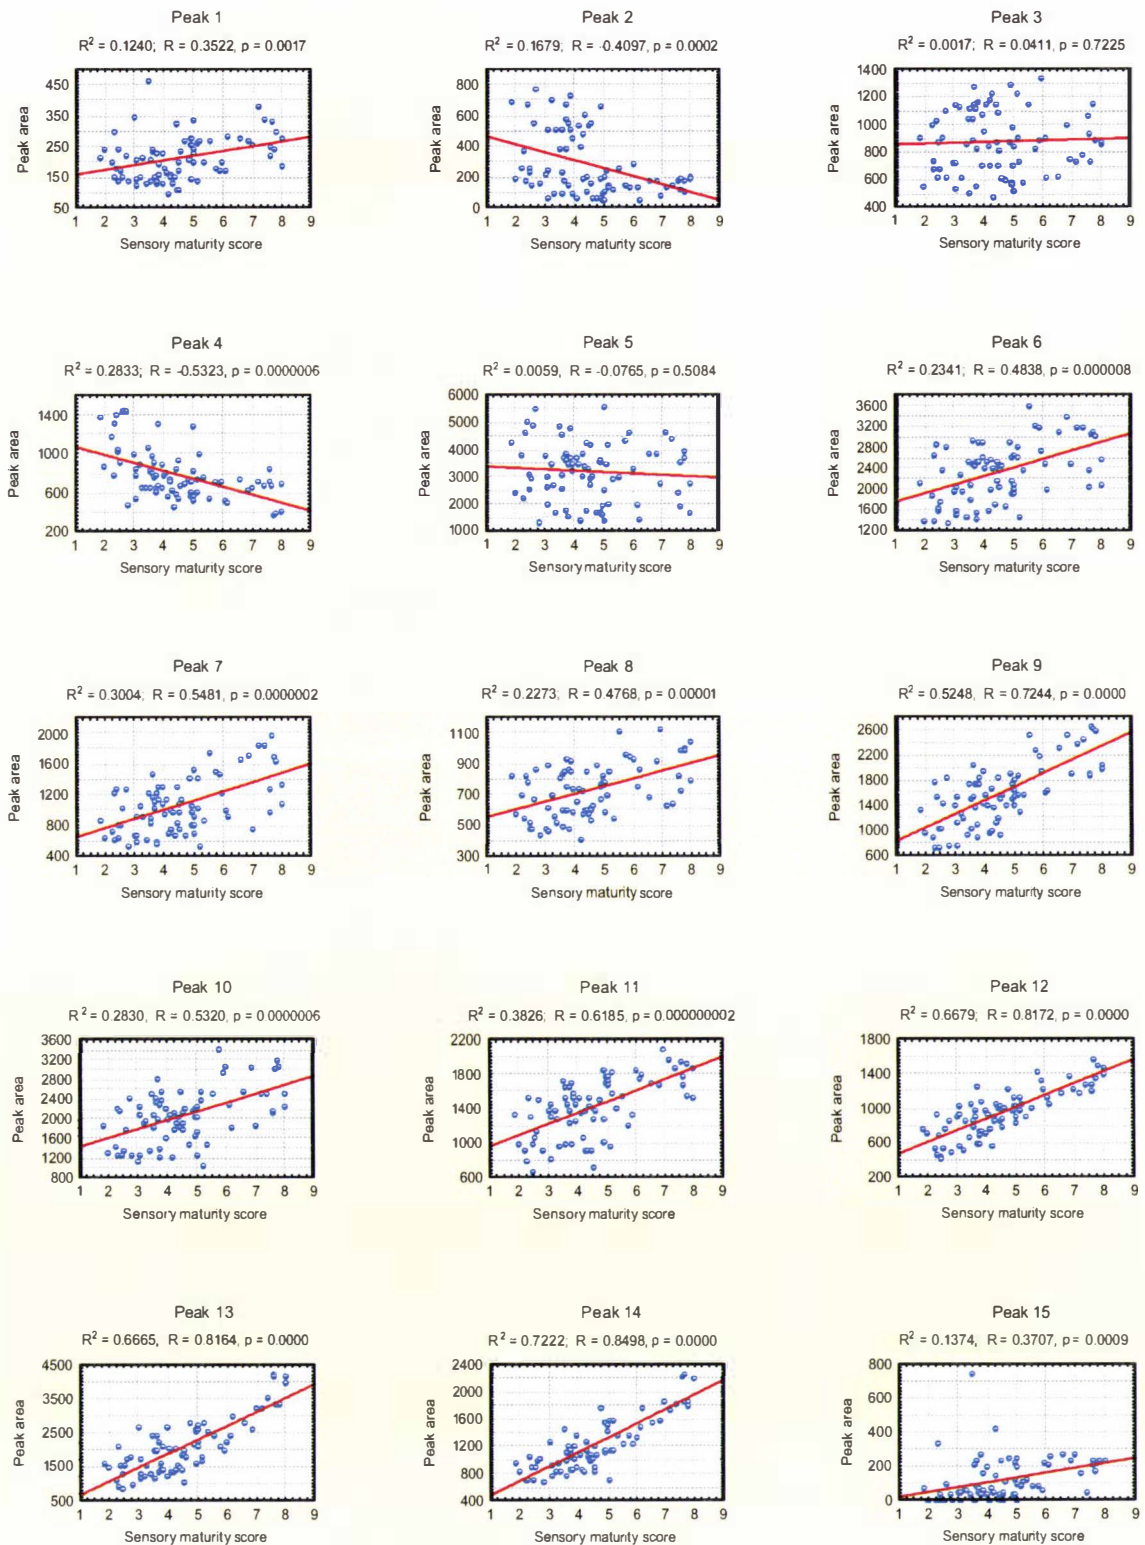 Peak 1
R² = 0.1240; R = 0.3522, p = 0.0017
450
350
250
150
50
Peak area
1 2 3 4 5 6 7 8 9
Sensory maturity score
Peak 2
R² = 0.1679; R = -0.4097, p = 0.0002
800
600
400
200
0
Peak area
1 2 3 4 5 6 7 8 9
Sensory maturity score
Peak 3
R² = 0.0017; R = 0.0411, p = 0.7225
1400
1200
1000
800
600
400
Peak area
1 2 3 4 5 6 7 8 9
Sensory maturity score
Peak 4
R² = 0.2833; R = -0.5323, p = 0.0000006
1400
1000
600
200
Peak area
1 2 3 4 5 6 7 8 9
Sensory maturity score
Peak 5
R² = 0.0059, R = -0.0765, p = 0.5084
6000
5000
4000
3000
2000
1000
Peak area
1 2 3 4 5 6 7 8 9
Sensory maturity score
Peak 6
R² = 0.2341; R = 0.4838, p = 0.000008
3600
3200
2800
2400
2000
1600
1200
Peak area
1 2 3 4 5 6 7 8 9
Sensory maturity score
Peak 7
R² = 0.3004; R = 0.5481, p = 0.0000002
2000
1600
1200
800
400
Peak area
1 2 3 4 5 6 7 8 9
Sensory maturity score
Peak 8
R² = 0.2273; R = 0.4768, p = 0.00001
1100
900
700
500
300
Peak area
1 2 3 4 5 6 7 8 9
Sensory maturity score
Peak 9
R² = 0.5248, R = 0.7244, p = 0.0000
2600
2200
1800
1400
1000
600
Peak area
1 2 3 4 5 6 7 8 9
Sensory maturity score
Peak 10
R² = 0.2830, R = 0.5320, p = 0.0000006
3600
3200
2800
2400
2000
1600
1200
800
Peak area
1 2 3 4 5 6 7 8 9
Sensory maturity score
Peak 11
R² = 0.3826; R = 0.6185, p = 0.000000002
2200
1800
1400
1000
600
Peak area
1 2 3 4 5 6 7 8 9
Sensory maturity score
Peak 12
R² = 0.6679; R = 0.8172, p = 0.0000
1800
1400
1000
600
200
Peak area
1 2 3 4 5 6 7 8 9
Sensory maturity score
Peak 13
R² = 0.6665, R = 0.8164, p = 0.0000
4500
3500
2500
1500
500
Peak area
1 2 3 4 5 6 7 8 9
Sensory maturity score
Peak 14
R² = 0.7222; R = 0.8498, p = 0.0000
2400
2000
1600
1200
800
400
Peak area
1 2 3 4 5 6 7 8 9
Sensory maturity score
Peak 15
R² = 0.1374, R = 0.3707, p = 0.0009
800
600
400
200
0
Peak area
1 2 3 4 5 6 7 8 9
Sensory maturity score